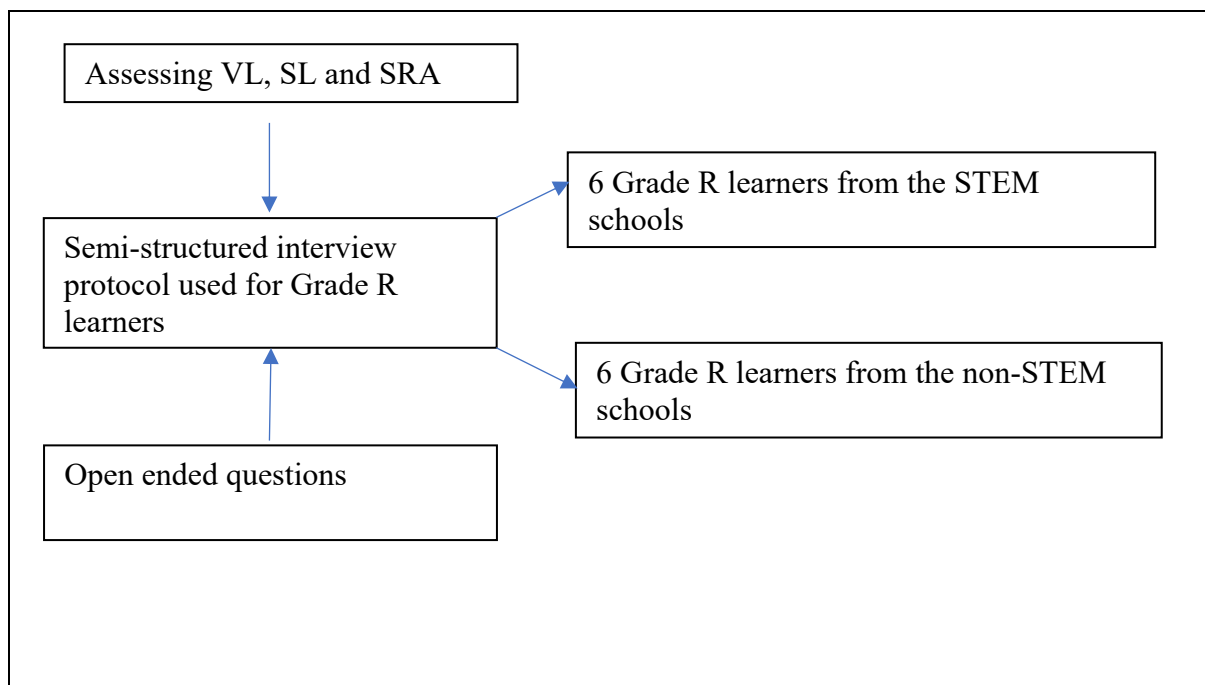 Assessing VL, SL and SRA
6 Grade R learners from the STEM
schools
Semi-structured interview
protocol used for Grade R
learners
6 Grade R learners from the non-STEM
schools
Open ended questions